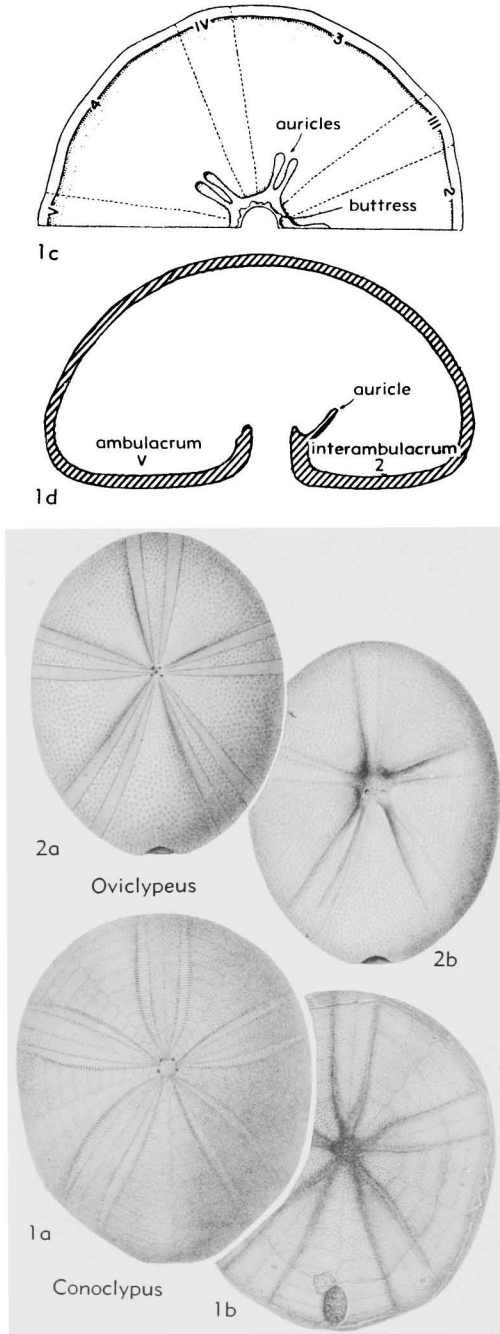 IV
3
4
III
auricles
V
2
buttress
1c
auricle
ambulacrum
V
interambulacrum
2
1d
2a
Oviclypeus
2b
1a
Conoclypus
1b